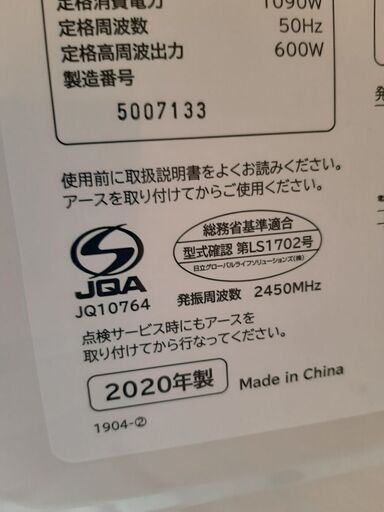 定格消費電力 1090W
定格周波数 50Hz
定格高周波出力 600W
製造番号
5007133
使用前に取扱説明書をよくお読みください。
アースを取り付けてからご使用ください。
総務省基準適合
型式確認 第LS1702号
日立グローバルライフソリューションズ(株)
JQA
JQ10764
発振周波数 2450MHz
点検サービス時にもアースを
取り付けてから行なってください。
2020年製
Made in China
1904-②